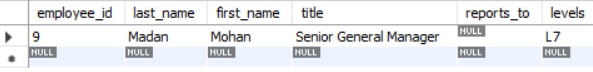 employee_id last_name first_name title reports_to levels
9 Madan Mohan Senior General Manager NULL L7
NULL NULL NULL NULL NULL NULL